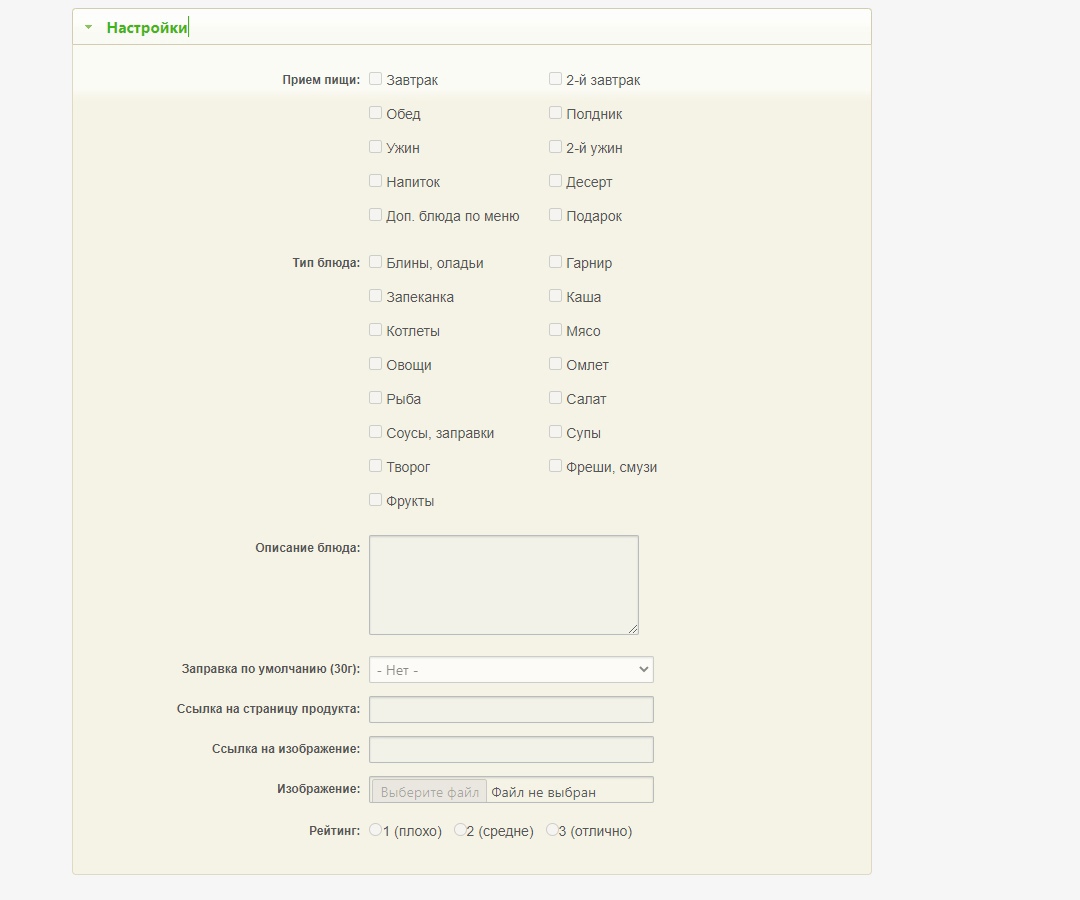 Настройки
Прием пищи: Завтрак 2-й завтрак
Обед Полдник
Ужин 2-й ужин
Напиток Десерт
Доп. блюда по меню Подарок
Тип блюда: Блины, оладьи Гарнир
Запеканка Каша
Котлеты Мясо
Овощи Омлет
Рыба Салат
Соусы, заправки Супы
Творог Фреши, смузи
Фрукты
Описание блюда:
Заправка по умолчанию (30г): - Нет -
Ссылка на страницу продукта:
Ссылка на изображение:
Изображение: Выберите файл Файл не выбран
Рейтинг: 1 (плохо) 2 (средне) 3 (отлично)